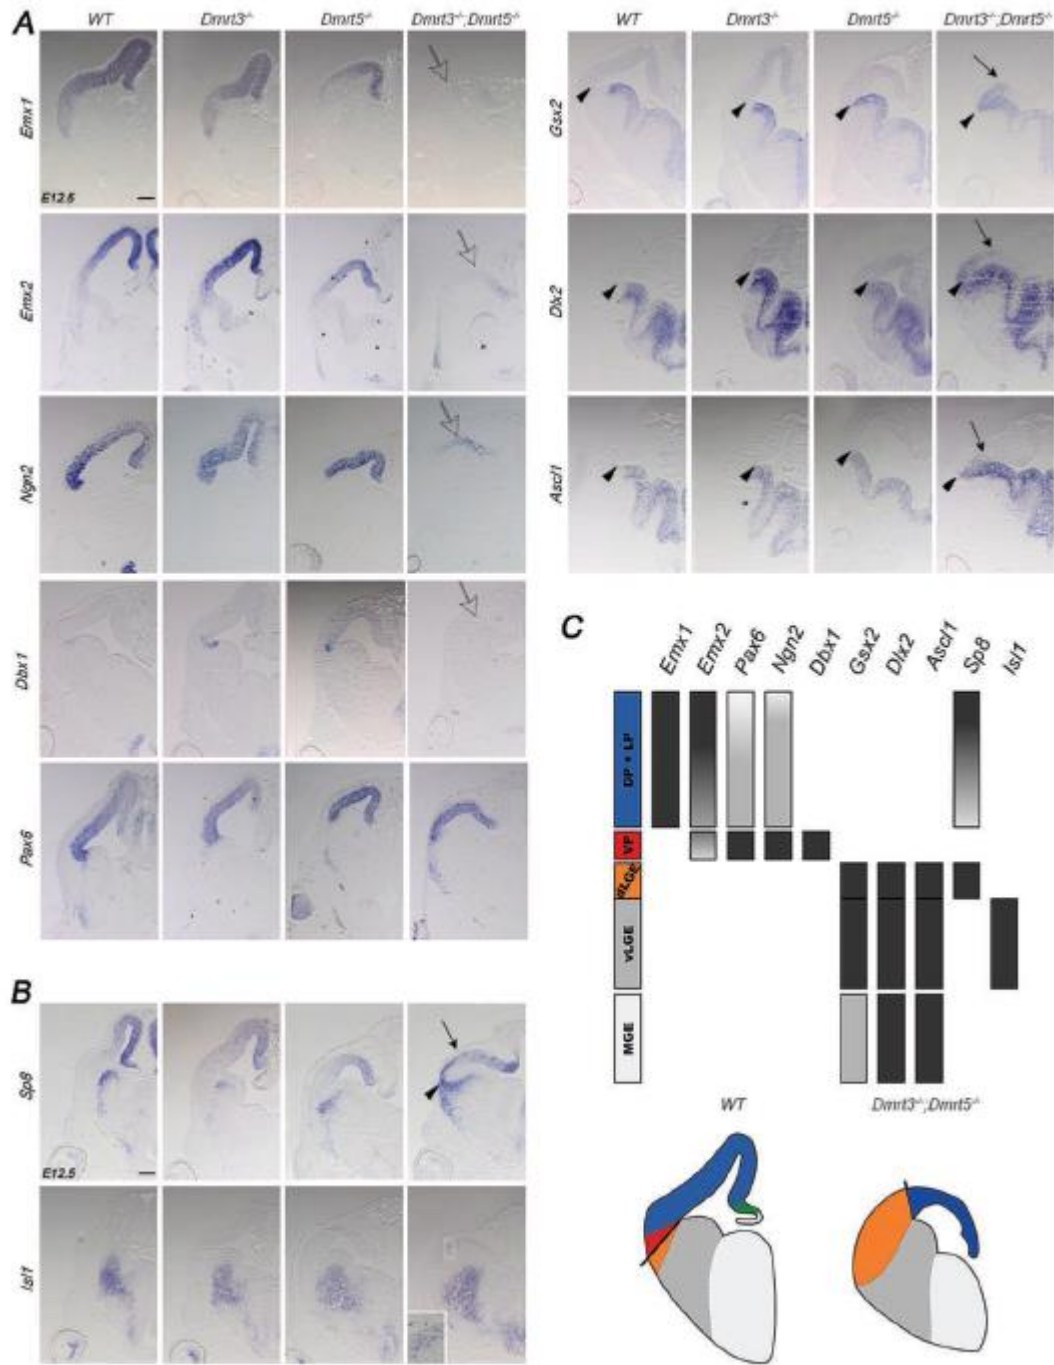 A
WT Dmrt3-/- Dmrt5-/- Dmrt3-/-;Dmrt5-/-
Emx1
E12.5
Emx2
Ngn2
Dbx1
Pax6
WT Dmrt3-/- Dmrt5-/- Dmrt3-/-;Dmrt5-/-
Gsx2
Dlx2
Ascl1
B
Sp8
E12.5
Isl1
C
Emx1 Emx2 Pax6 Ngn2 Dbx1 Gsx2 Dlx2 Ascl1 Sp8 Isl1
DP + LP
VP
dLGE
vLGE
MGE
WT Dmrt3-/-;Dmrt5-/-